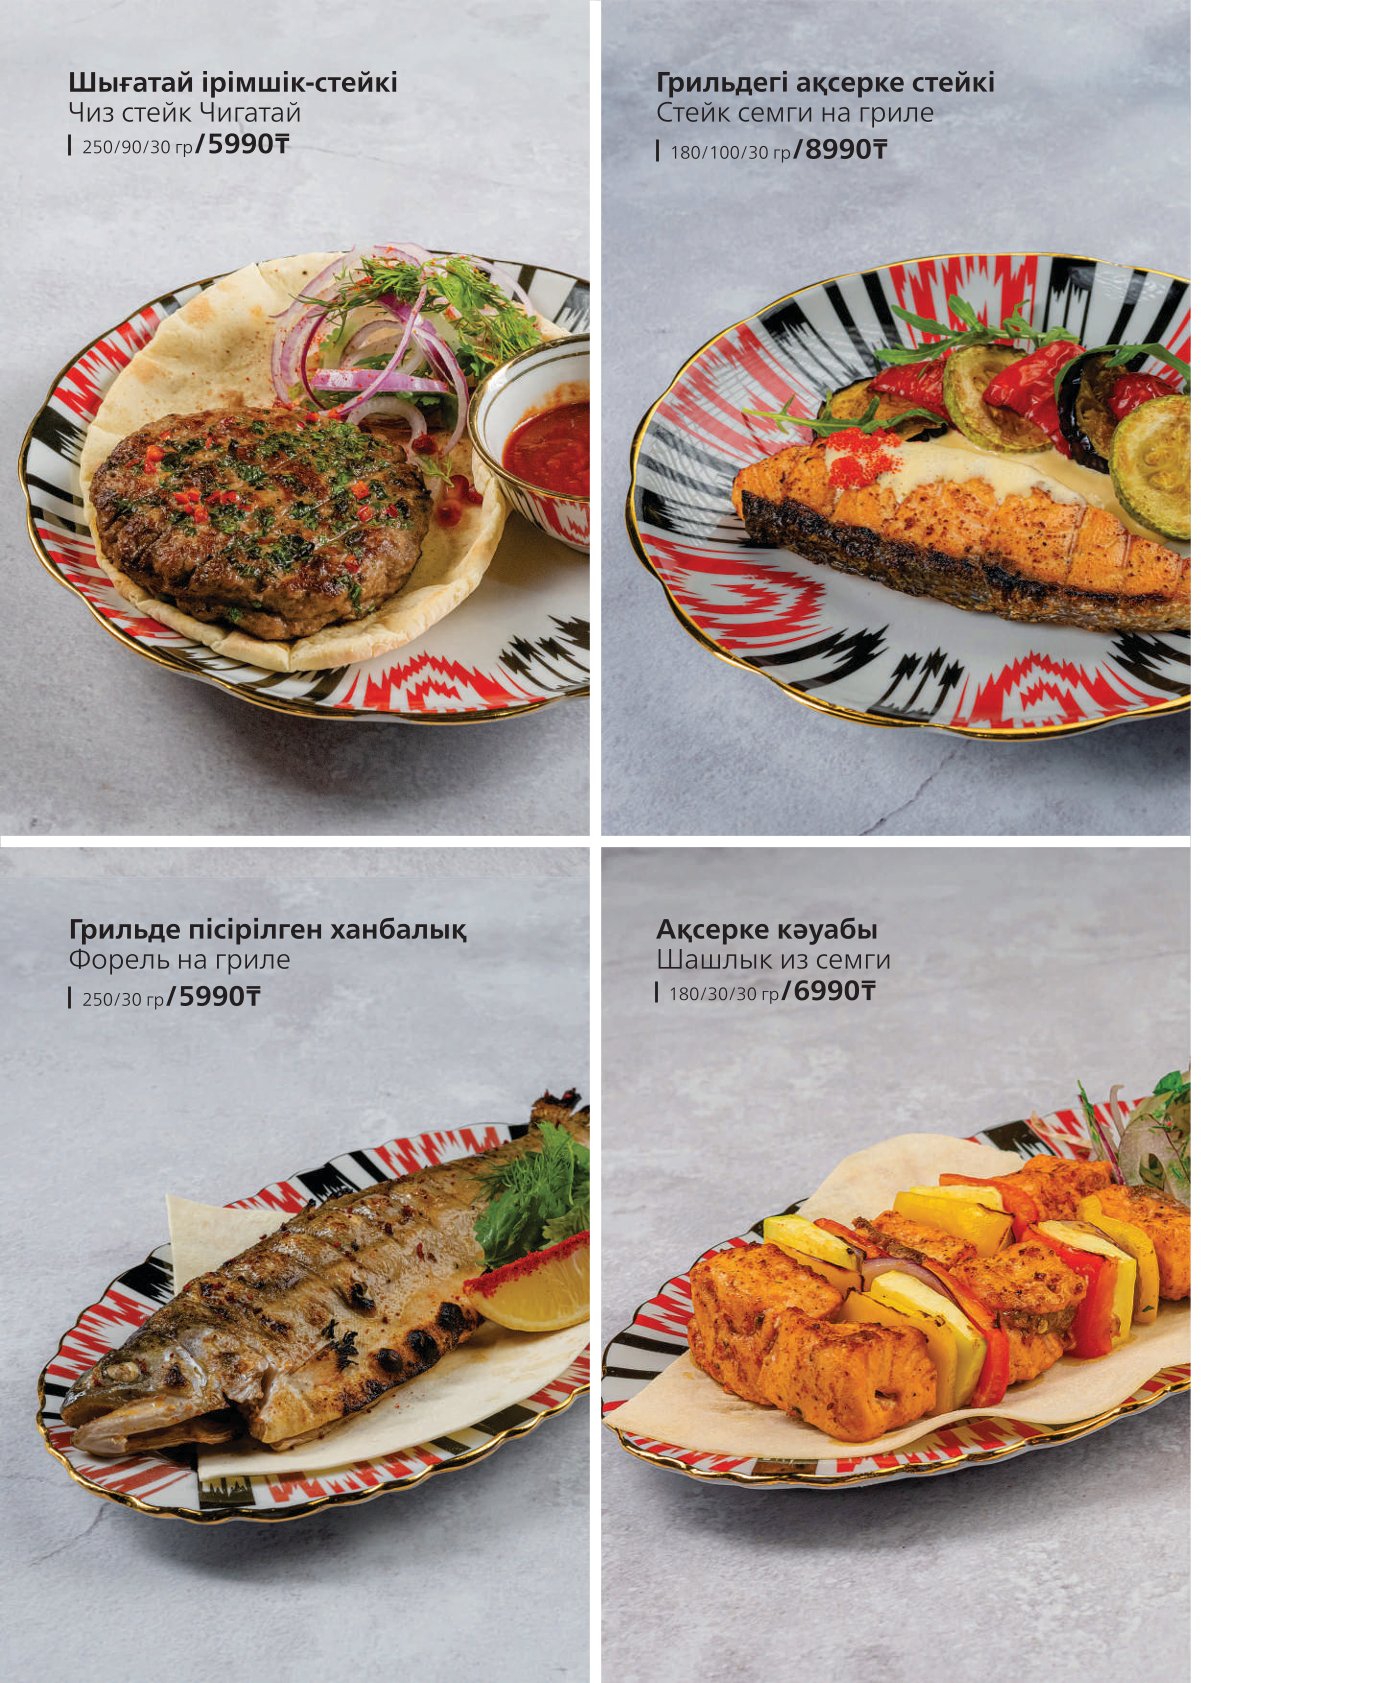 Шығатай ірімшік-стейкі
Чиз стейк Чигатай
250/90/30 гр/5990₸
Грильдегі ақсерке стейкі
Стейк семги на гриле
180/100/30 гр/8990₸
Грильде пісірілген ханбалық
Форель на гриле
250/30 гр/5990₸
Ақсерке кәуабы
Шашлык из семги
180/30/30 гр/6990₸